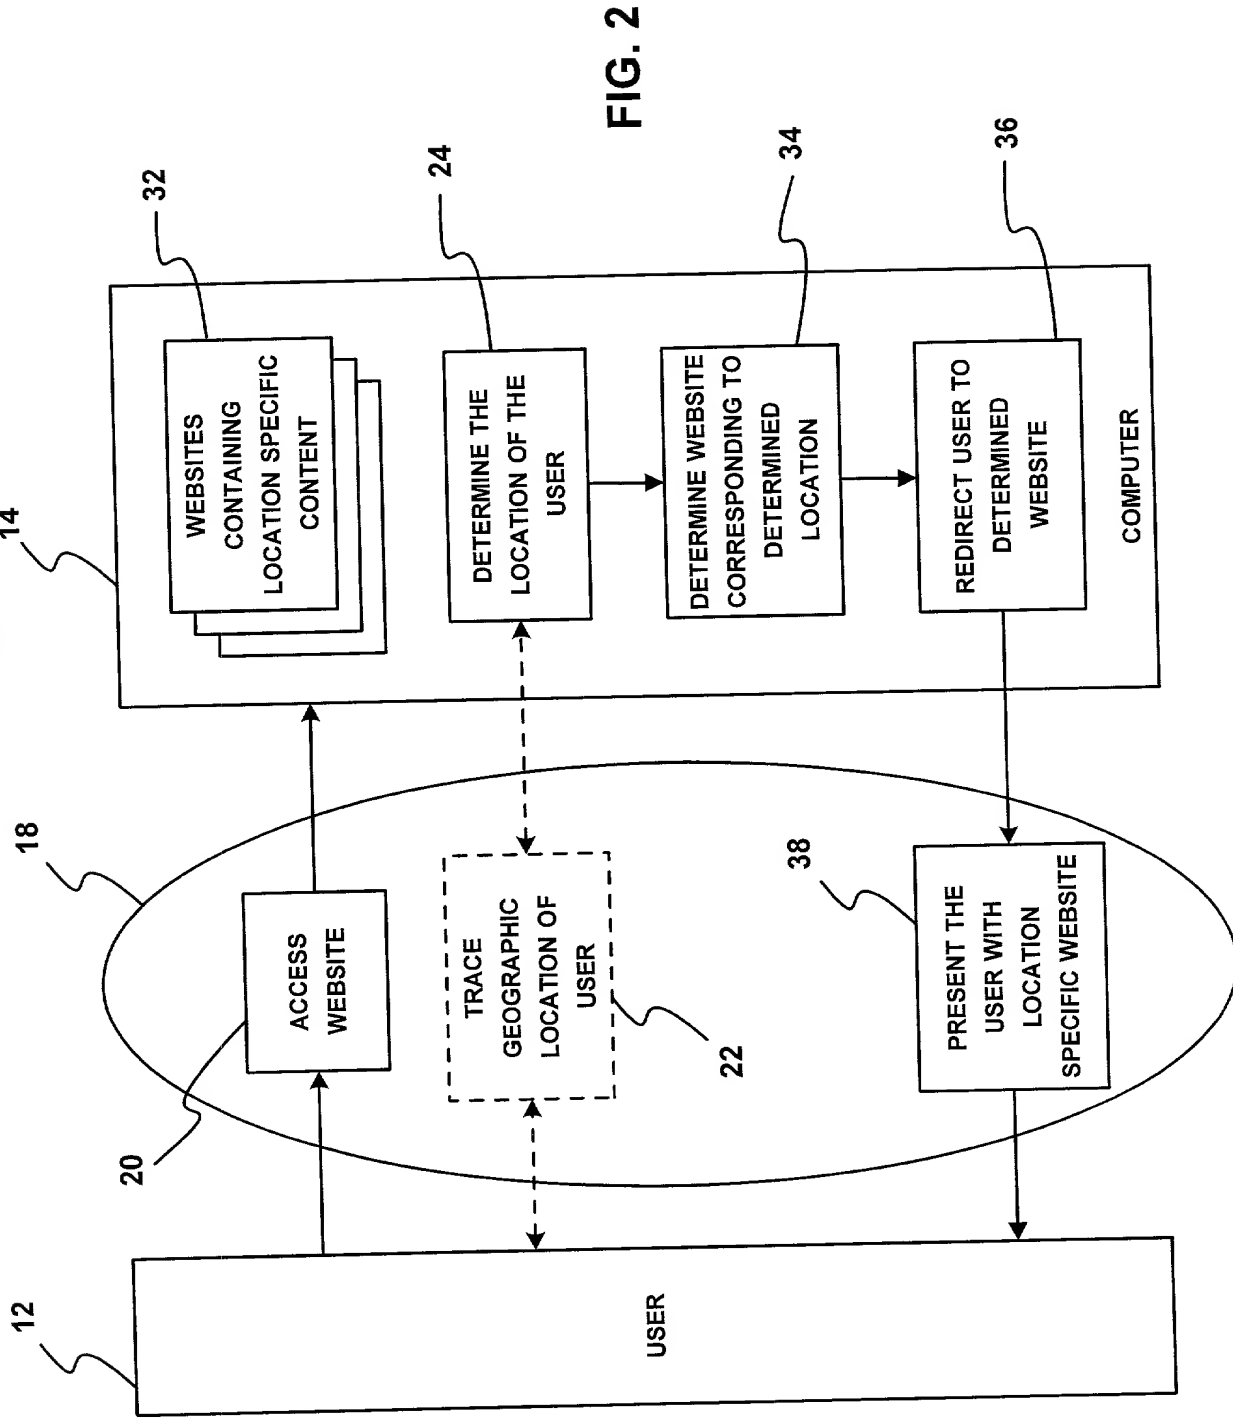 14
32
WEBSITES
CONTAINING
LOCATION SPECIFIC
CONTENT
24
DETERMINE THE
LOCATION OF THE
USER
34
DETERMINE WEBSITE
CORRESPONDING TO
DETERMINED
LOCATION
36
REDIRECT USER TO
DETERMINED
WEBSITE
COMPUTER
18
20
ACCESS
WEBSITE
22
TRACE
GEOGRAPHIC
LOCATION OF
USER
38
PRESENT THE
USER WITH
LOCATION
SPECIFIC WEBSITE
12
USER
FIG. 2